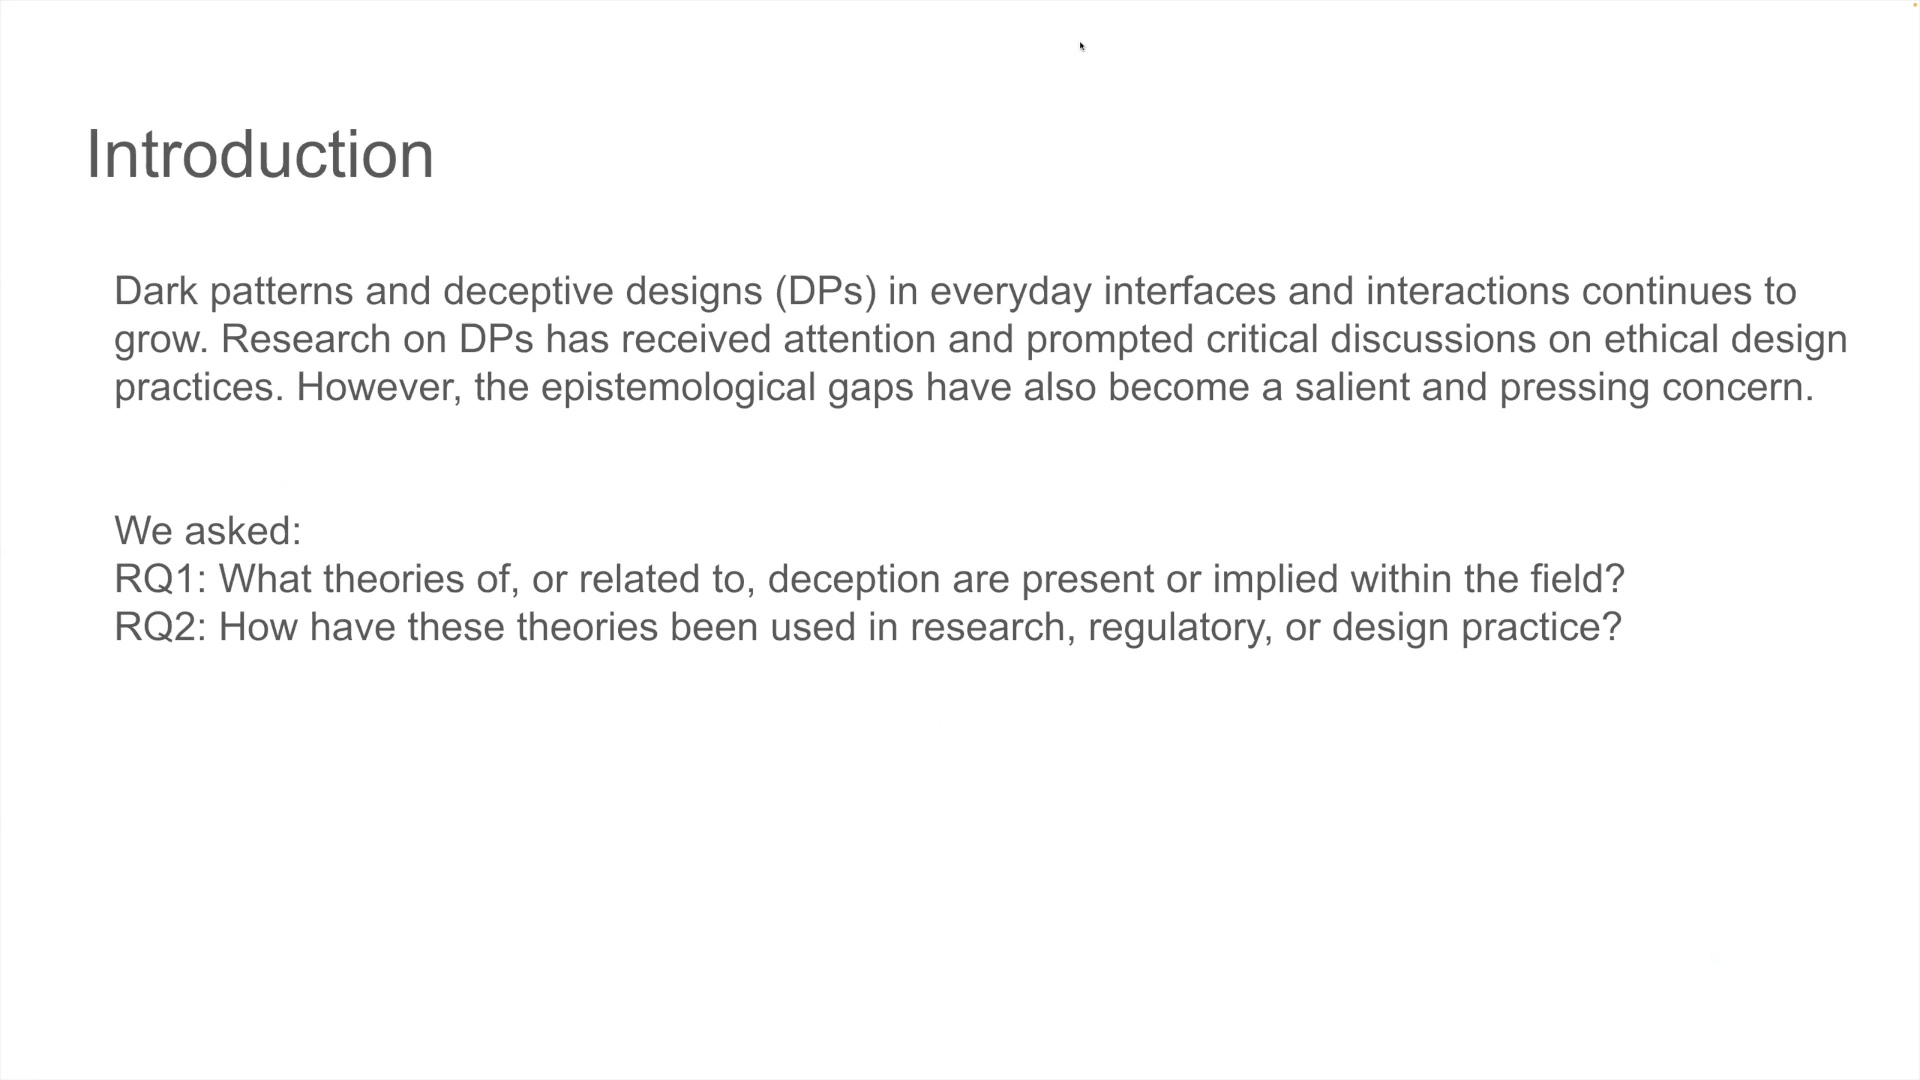 Introduction
Dark patterns and deceptive designs (DPs) in everyday interfaces and interactions continues to
grow. Research on DPs has received attention and prompted critical discussions on ethical design
practices. However, the epistemological gaps have also become a salient and pressing concern.
We asked:
RQ1: What theories of, or related to, deception are present or implied within the field?
RQ2: How have these theories been used in research, regulatory, or design practice?